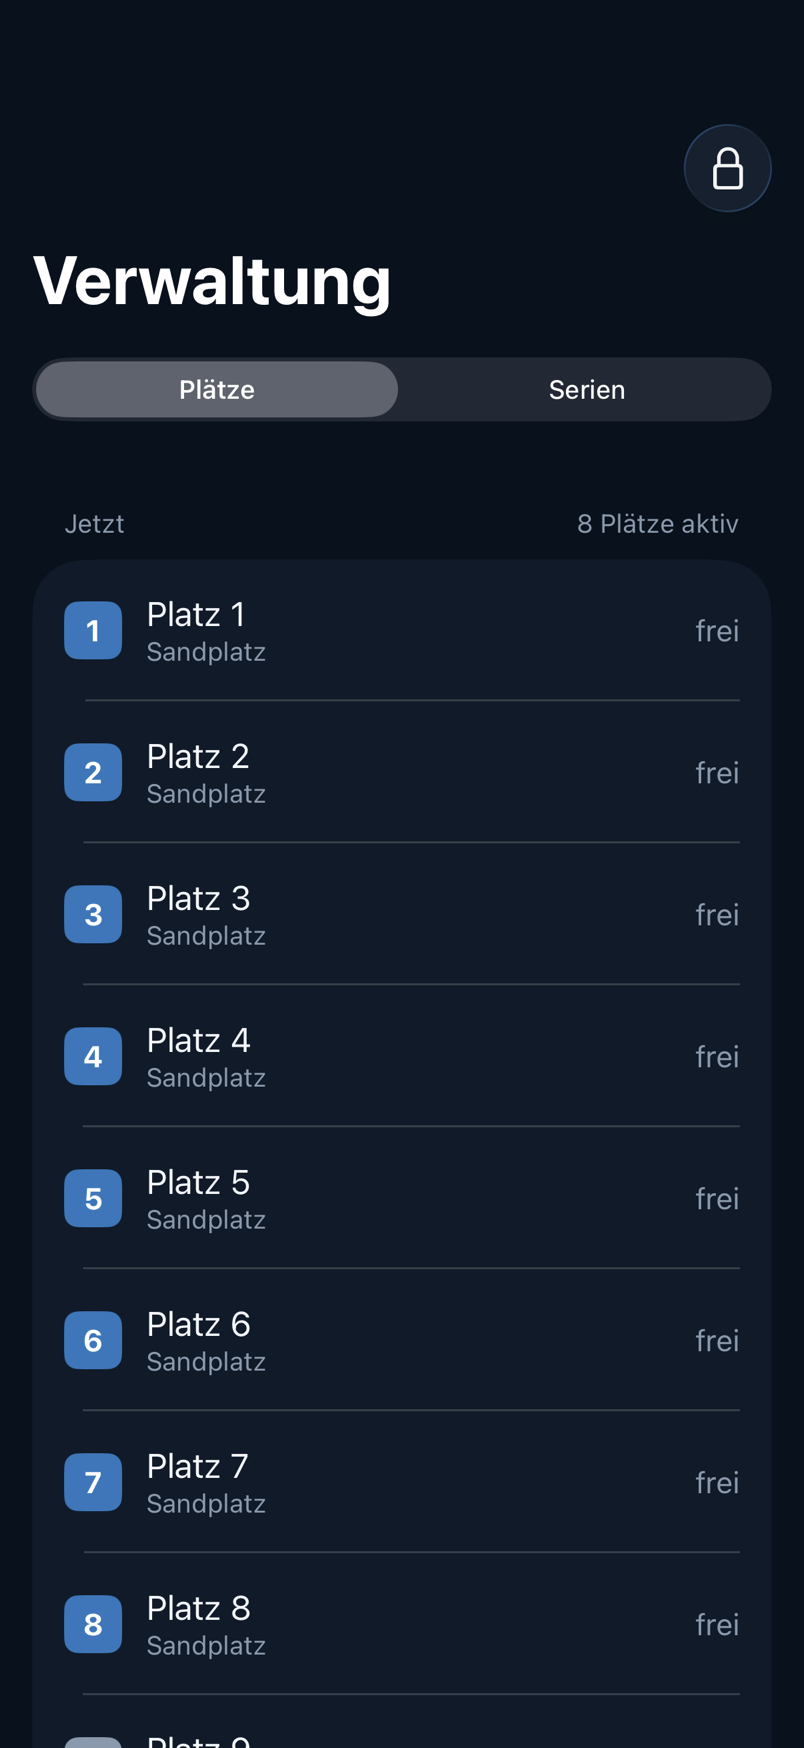 Verwaltung
Plätze Serien
Jetzt 8 Plätze aktiv
1 Platz 1 frei
Sandplatz
2 Platz 2 frei
Sandplatz
3 Platz 3 frei
Sandplatz
4 Platz 4 frei
Sandplatz
5 Platz 5 frei
Sandplatz
6 Platz 6 frei
Sandplatz
7 Platz 7 frei
Sandplatz
8 Platz 8 frei
Sandplatz
Platz 9